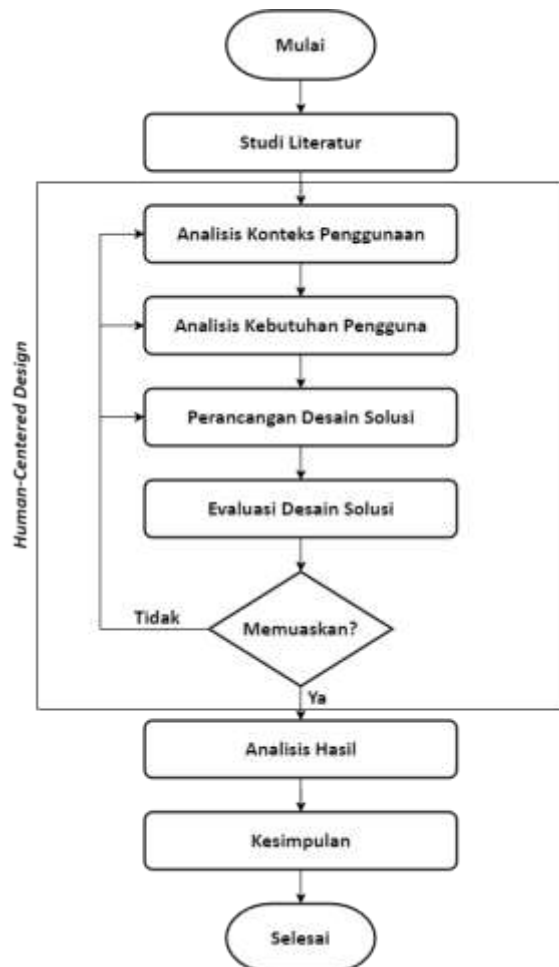 Mulai
Studi Literatur
Human-Centered Design
Analisis Konteks Penggunaan
Analisis Kebutuhan Pengguna
Perancangan Desain Solusi
Evaluasi Desain Solusi
Memuaskan?
Tidak
Ya
Analisis Hasil
Kesimpulan
Selesai